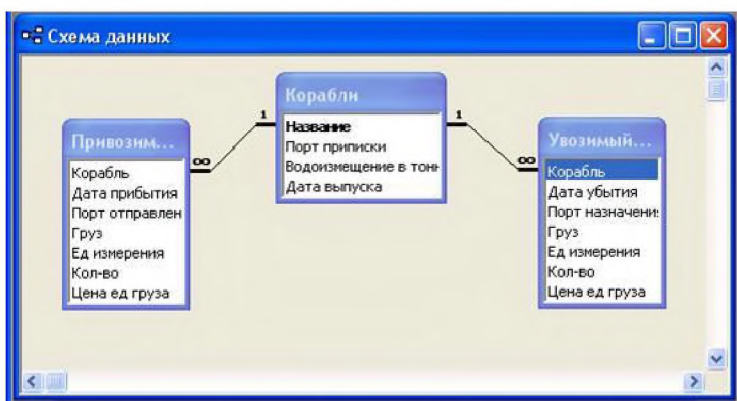 Схема данных
Привозим...
Корабль
Дата прибытия
Порт отправлен
Груз
Ед измерения
Кол-во
Цена ед груза
∞
1
Корабли
Название
Порт приписки
Водоизмещение в тонн
Дата выпуска
1
∞
Увозимый...
Корабль
Дата убытия
Порт назначения
Груз
Ед измерения
Кол-во
Цена ед груза